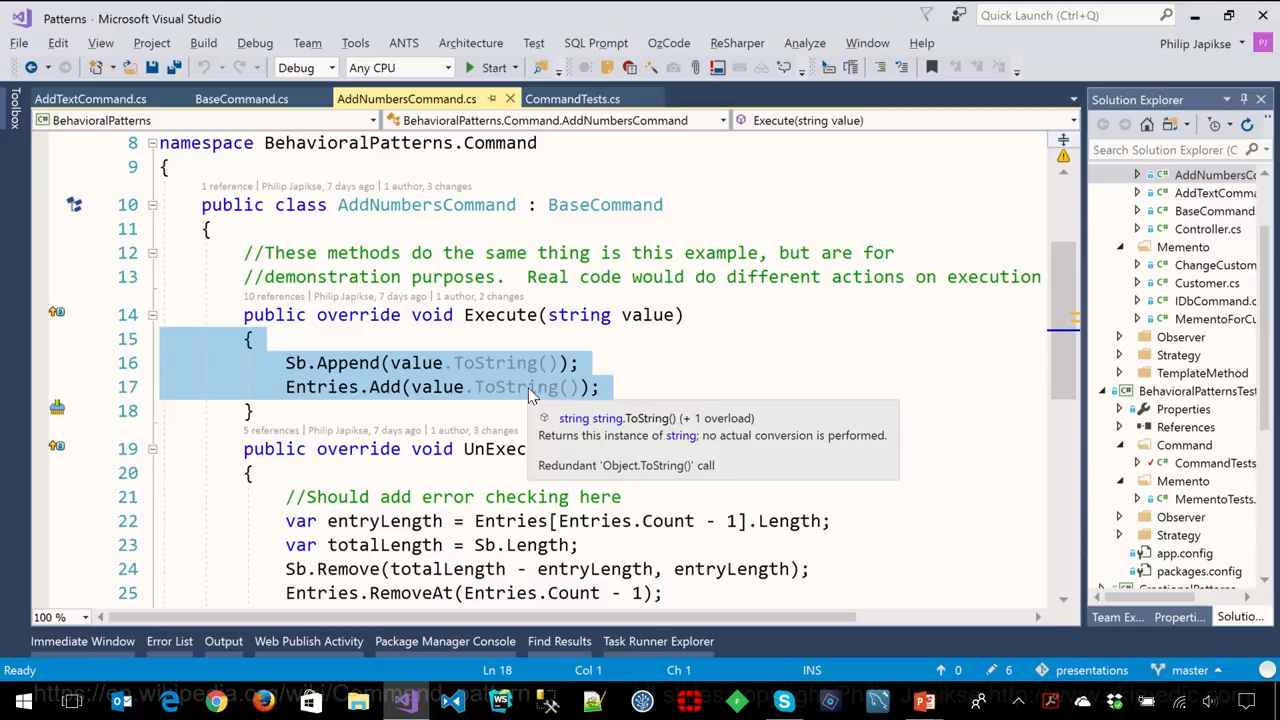 Patterns - Microsoft Visual Studio
Quick Launch (Ctrl+Q)
File Edit View Project Build Debug Team Tools ANTS Architecture Test SQL Prompt OzCode ReSharper Analyze Window Help
Philip Japikse PJ
Debug Any CPU Start
Toolbox
AddTextCommand.cs BaseCommand.cs AddNumbersCommand.cs CommandTests.cs
BehavioralPatterns BehavioralPatterns.Command.AddNumbersCommand Execute(string value)
8 namespace BehavioralPatterns.Command
9 {
1 reference | Philip Japikse, 7 days ago | 1 author, 3 changes
10 public class AddNumbersCommand : BaseCommand
11 {
12 //These methods do the same thing is this example, but are for
13 //demonstration purposes.  Real code would do different actions on execution
10 references | Philip Japikse, 7 days ago | 1 author, 2 changes
14 public override void Execute(string value)
15 {
16 Sb.Append(value.ToString());
17 Entries.Add(value.ToString());
18 }
string string.ToString() (+ 1 overload)
Returns this instance of string; no actual conversion is performed.
Redundant 'Object.ToString()' call
5 references | Philip Japikse, 7 days ago | 1 author, 3 changes
19 public override void UnExec
20 {
21 //Should add error checking here
22 var entryLength = Entries[Entries.Count - 1].Length;
23 var totalLength = Sb.Length;
24 Sb.Remove(totalLength - entryLength, entryLength);
25 Entries.RemoveAt(Entries.Count - 1);
100 %
Solution Explorer
Search Solution Explorer (C
AddNumbersCo
AddTextComma
BaseCommand.
Controller.cs
Memento
ChangeCustom
Customer.cs
IDbCommand.c
MementoForCu
Observer
Strategy
TemplateMethod
BehavioralPatternsTest
Properties
References
Command
CommandTests
Memento
MementoTests.
Observer
Strategy
app.config
packages.config
Team Ex... Properti... Solutio...
Immediate Window Error List Output Web Publish Activity Package Manager Console Find Results Task Runner Explorer
Ready Ln 18 Col 1 Ch 1 INS 0 6 presentations master